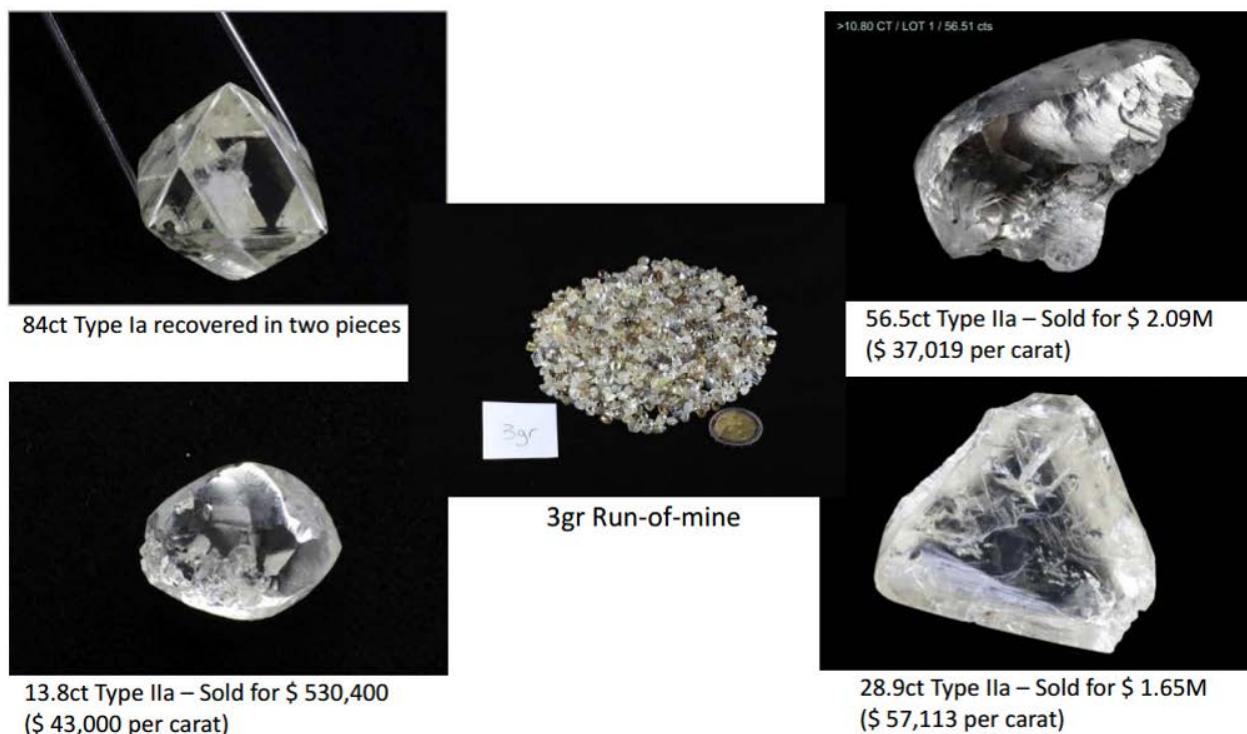 >10.80 CT / LOT 1 / 56.51 cts
84ct Type Ia recovered in two pieces
56.5ct Type IIa – Sold for $ 2.09M
($ 37,019 per carat)
3gr
3gr Run-of-mine
13.8ct Type IIa – Sold for $ 530,400
($ 43,000 per carat)
28.9ct Type IIa – Sold for $ 1.65M
($ 57,113 per carat)